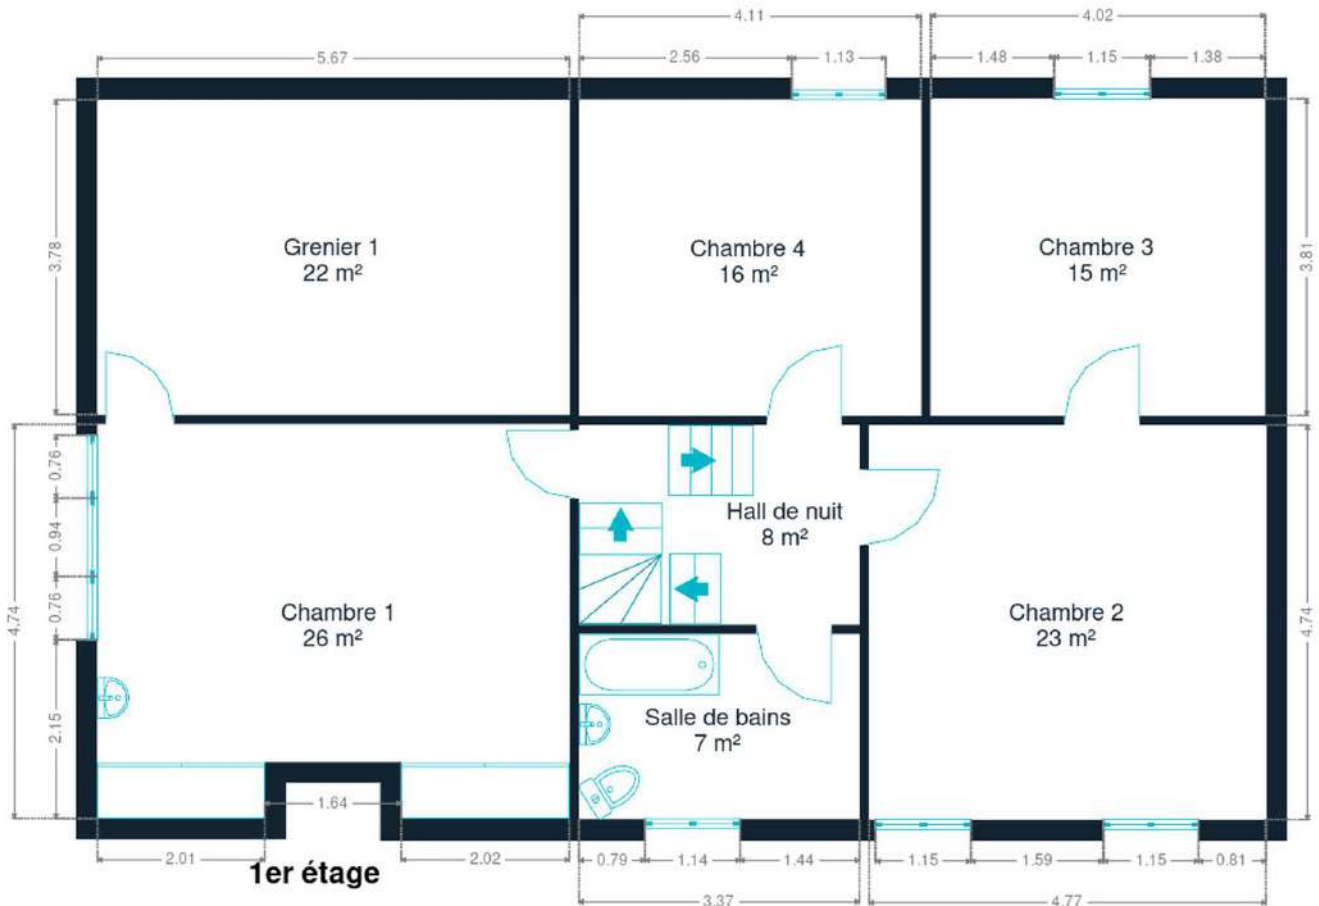 4.11
4.02
5.67
2.56
1.13
1.48
1.15
1.38
3.78
Grenier 1
22 m²
Chambre 4
16 m²
Chambre 3
15 m²
3.81
4.74
0.76
0.94
0.76
2.15
Hall de nuit
8 m²
Chambre 1
26 m²
Chambre 2
23 m²
4.74
Salle de bains
7 m²
1.64
2.01
2.02
0.79
1.14
1.44
1.15
1.59
1.15
0.81
1er étage
3.37
4.77